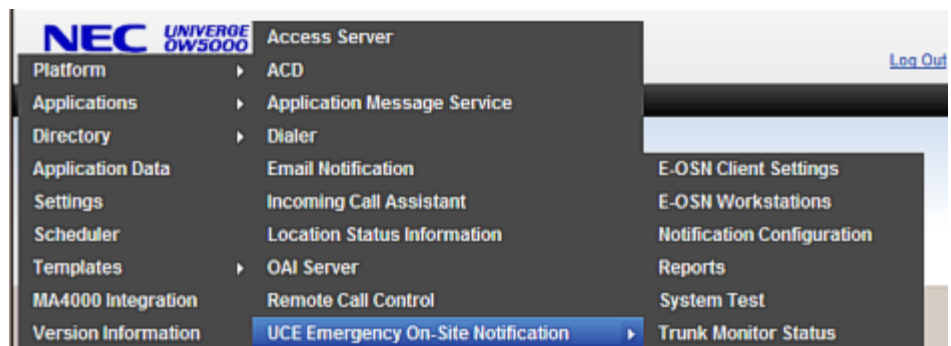 NEC UNIVERGE OW5000
Log Out
Platform
Applications
Directory
Application Data
Settings
Scheduler
Templates
MA4000 Integration
Version Information
Access Server
ACD
Application Message Service
Dialer
Email Notification
Incoming Call Assistant
Location Status Information
OAI Server
Remote Call Control
UCE Emergency On-Site Notification
E-OSN Client Settings
E-OSN Workstations
Notification Configuration
Reports
System Test
Trunk Monitor Status